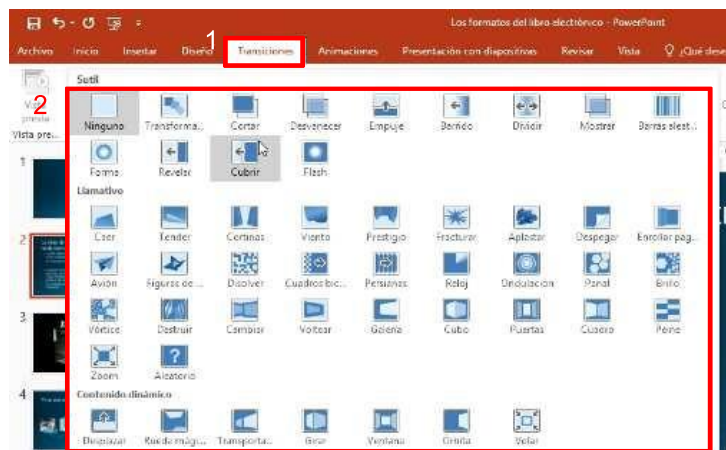 Los formatos del libro electrónico - PowerPoint
1
Archivo Inicio Insertar Diseño Transiciones Animaciones Presentación con diapositivas Revisar Vista ¿Qué dese
2
Vista pre...
Sutil
Ninguno Transforma... Cortar Desvanecer Empuje Barrido Dividir Mostrar Barras aleat...
Forma Revelar Cubrir Flash
Llamativo
Caer Tender Cortinas Viento Prestigio Fracturar Aplastar Despegar Enrollar pág...
Avión Figuras de ... Disolver Cuadros bic... Persianas Reloj Ondulación Panal Brillo
Vórtice Destruir Cambiar Voltear Galería Cubo Puertas Cuadro Peine
Zoom Aleatorio
Contenido dinámico
Desplazar Rueda mági... Transporta... Girar Ventana Órbita Volar
1
2
3
4